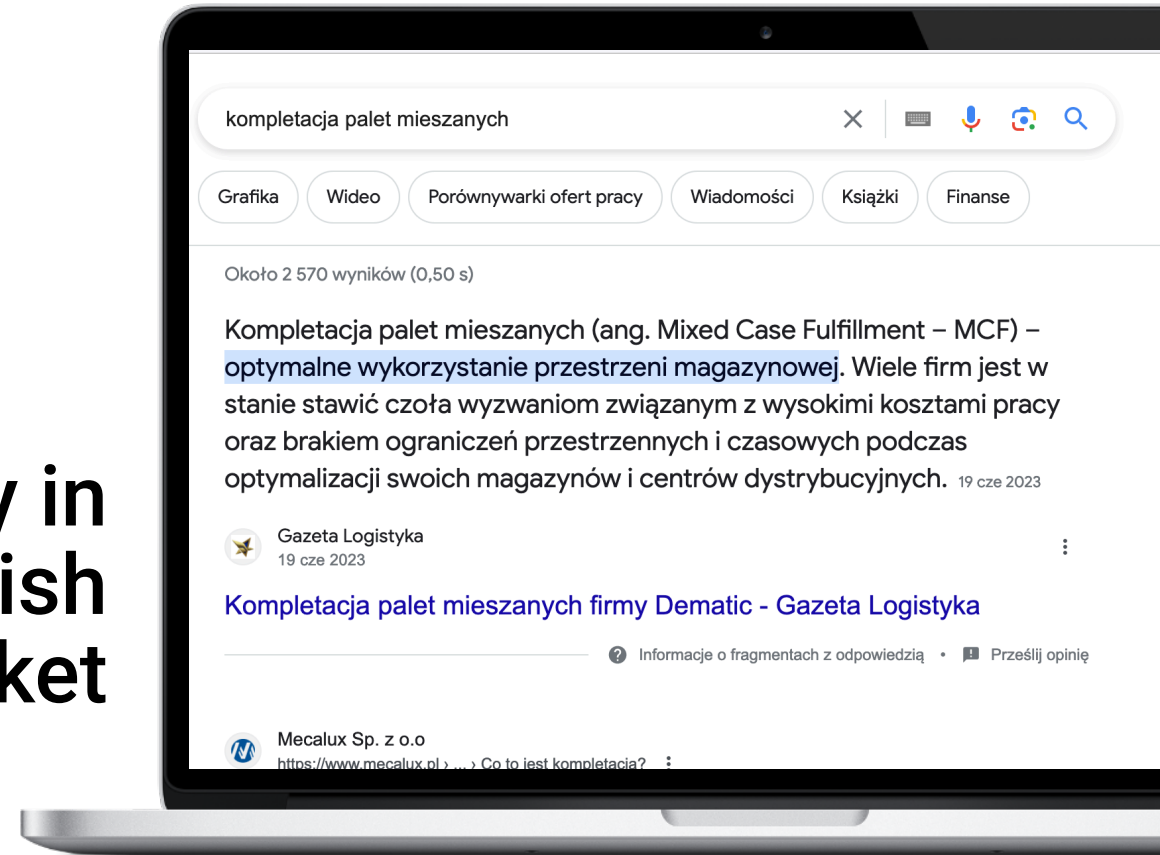 y in
ish
ket
kompletacja palet mieszanych
Grafika Wideo Porównywarki ofert pracy Wiadomości Książki Finanse
Około 2 570 wyników (0,50 s)
Kompletacja palet mieszanych (ang. Mixed Case Fulfillment – MCF) –
optymalne wykorzystanie przestrzeni magazynowej. Wiele firm jest w
stanie stawić czoła wyzwaniom związanym z wysokimi kosztami pracy
oraz brakiem ograniczeń przestrzennych i czasowych podczas
optymalizacji swoich magazynów i centrów dystrybucyjnych. 19 cze 2023
Gazeta Logistyka
19 cze 2023
Kompletacja palet mieszanych firmy Dematic - Gazeta Logistyka
Informacje o fragmentach z odpowiedzią • Prześlij opinię
Mecalux Sp. z o.o
https://www.mecalux.pl › ... › Co to jest kompletacja?